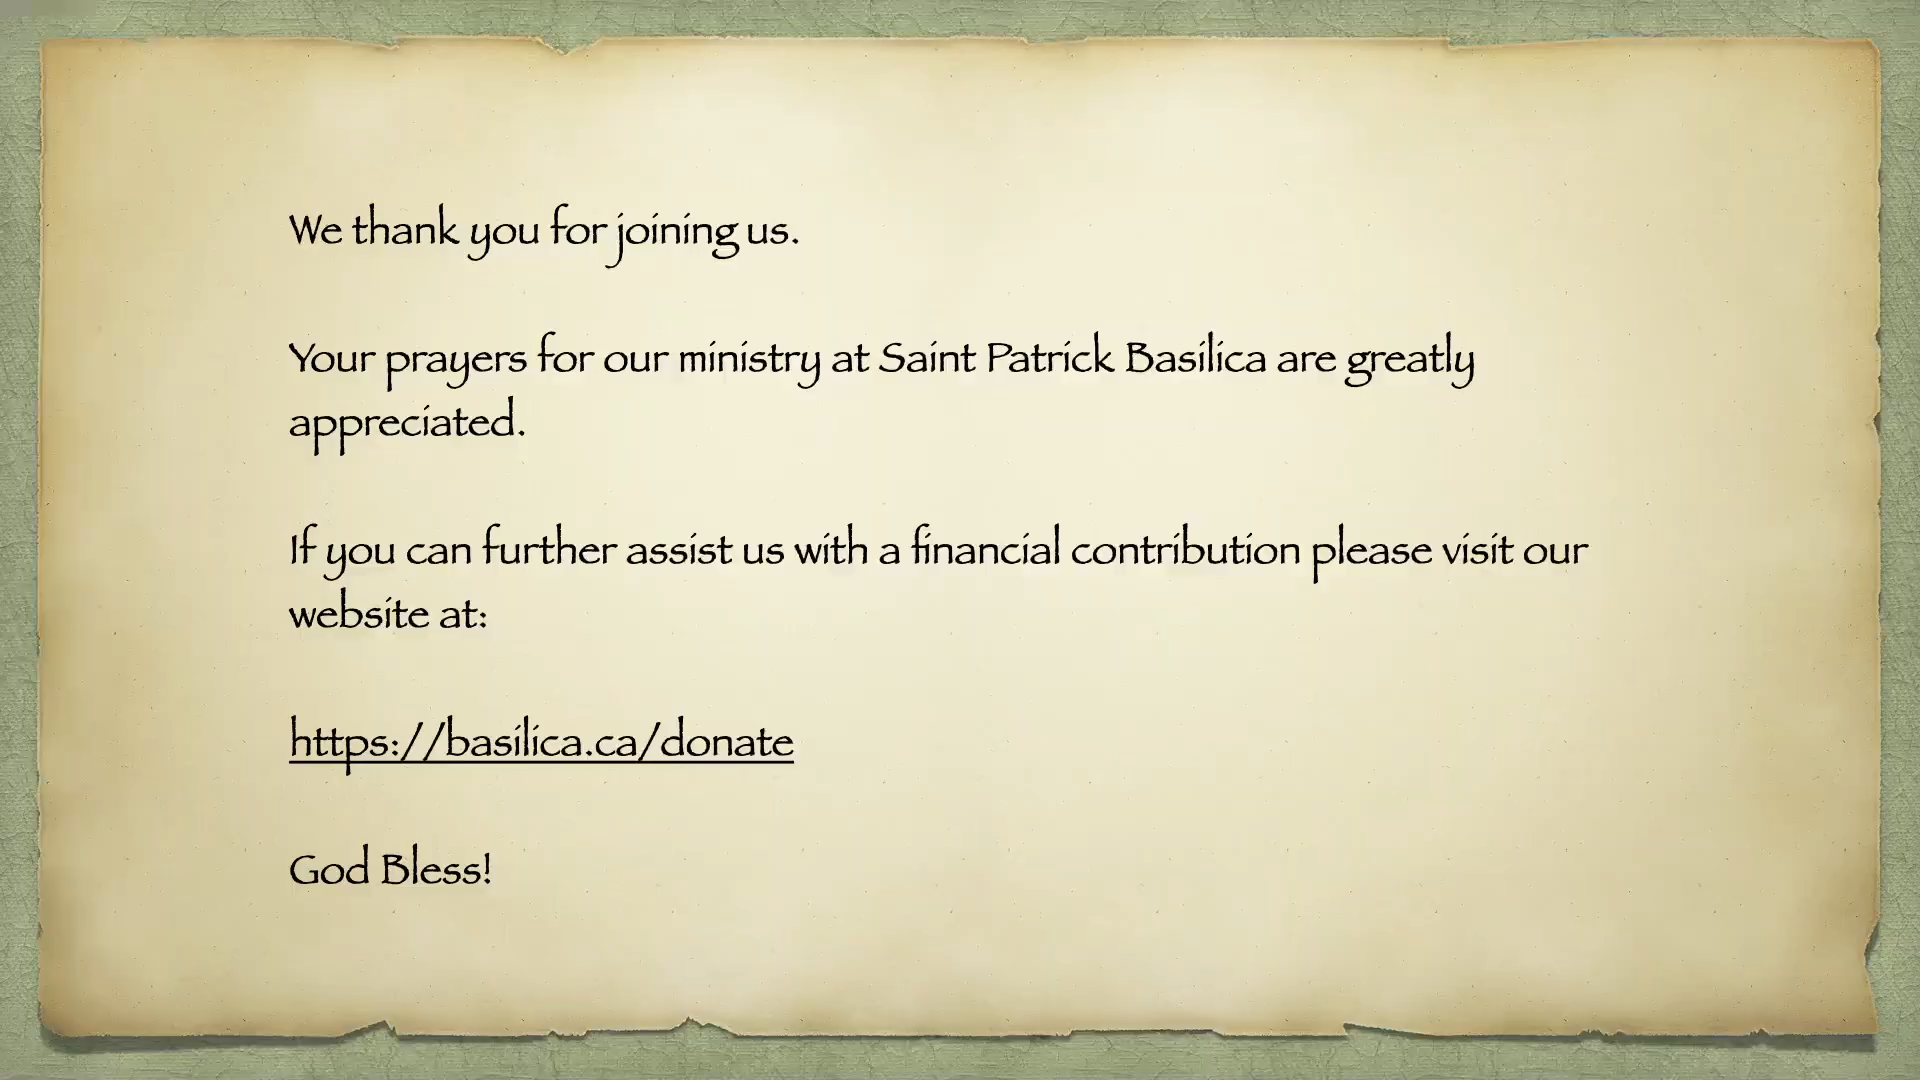 We thank you for joining us.
Your prayers for our ministry at Saint Patrick Basilica are greatly
appreciated.
If you can further assist us with a financial contribution please visit our
website at:
https://basilica.ca/donate
God Bless!